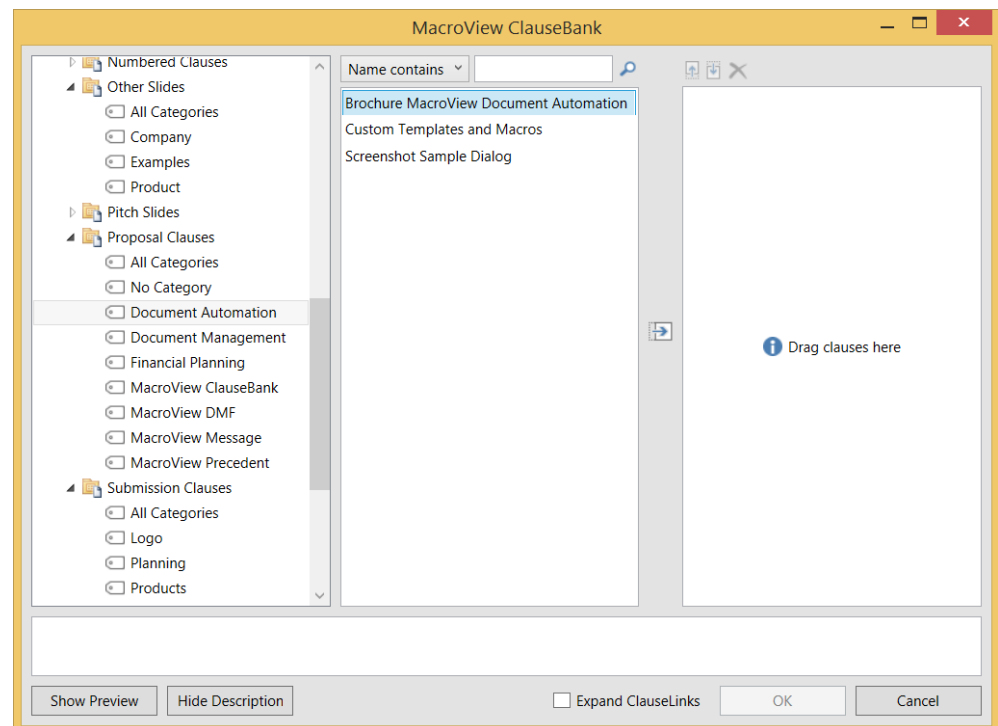 MacroView ClauseBank
Numbered Clauses
Other Slides
All Categories
Company
Examples
Product
Pitch Slides
Proposal Clauses
All Categories
No Category
Document Automation
Document Management
Financial Planning
MacroView ClauseBank
MacroView DMF
MacroView Message
MacroView Precedent
Submission Clauses
All Categories
Logo
Planning
Products
Name contains
Brochure MacroView Document Automation
Custom Templates and Macros
Screenshot Sample Dialog
Drag clauses here
Show Preview
Hide Description
Expand ClauseLinks
OK
Cancel